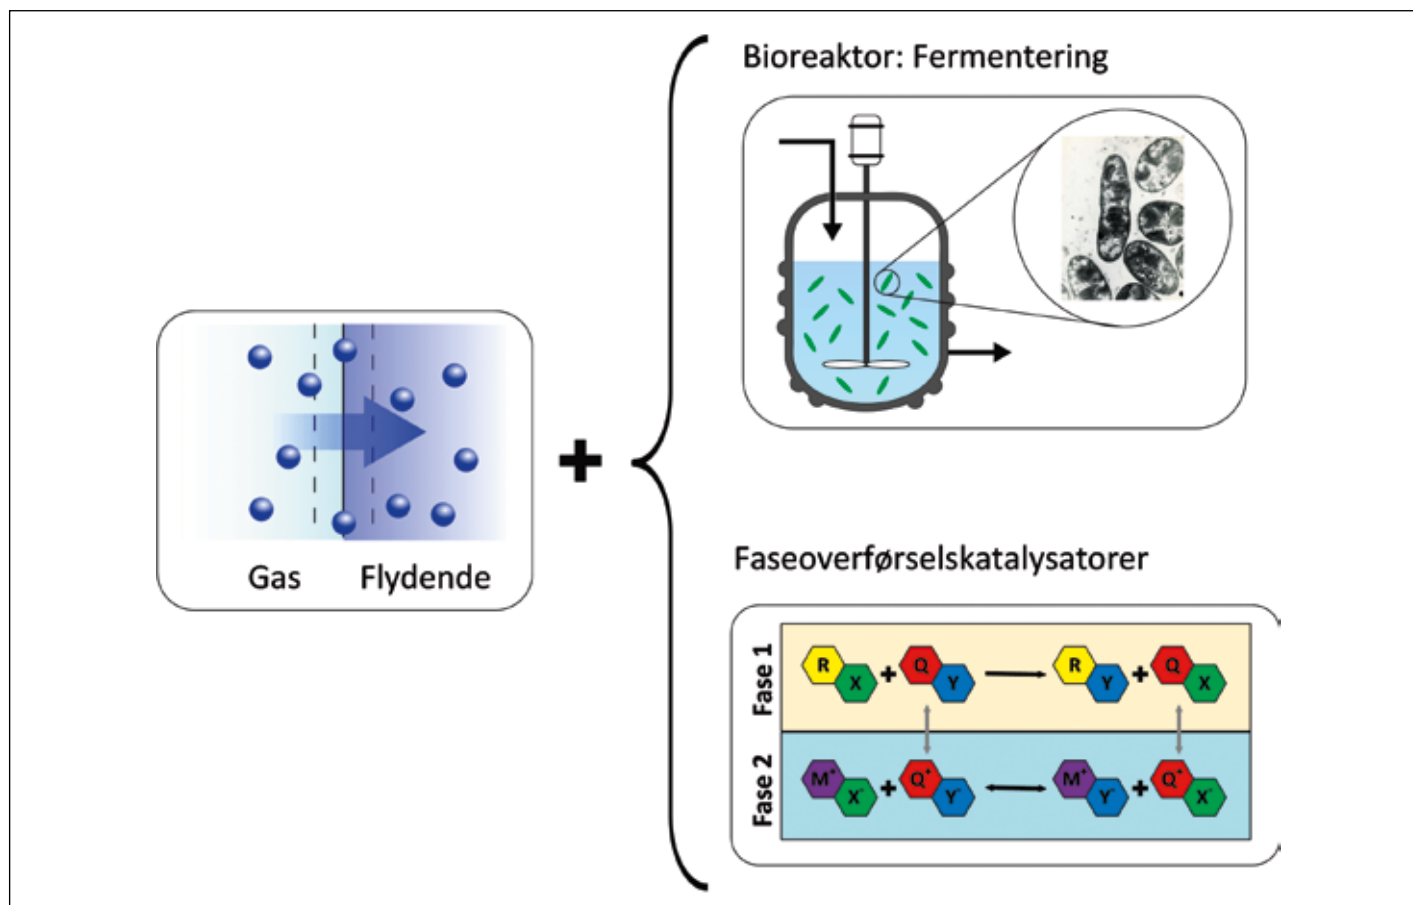 Bioreaktor: Fermentering
Gas Flydende
+
Faseoverførselskatalysatorer
Fase 1
R X + Q Y R Y + Q X
Fase 2
M⁺ X⁻ + Q⁺ Y⁻ M⁺ Y⁻ + Q⁺ X⁻